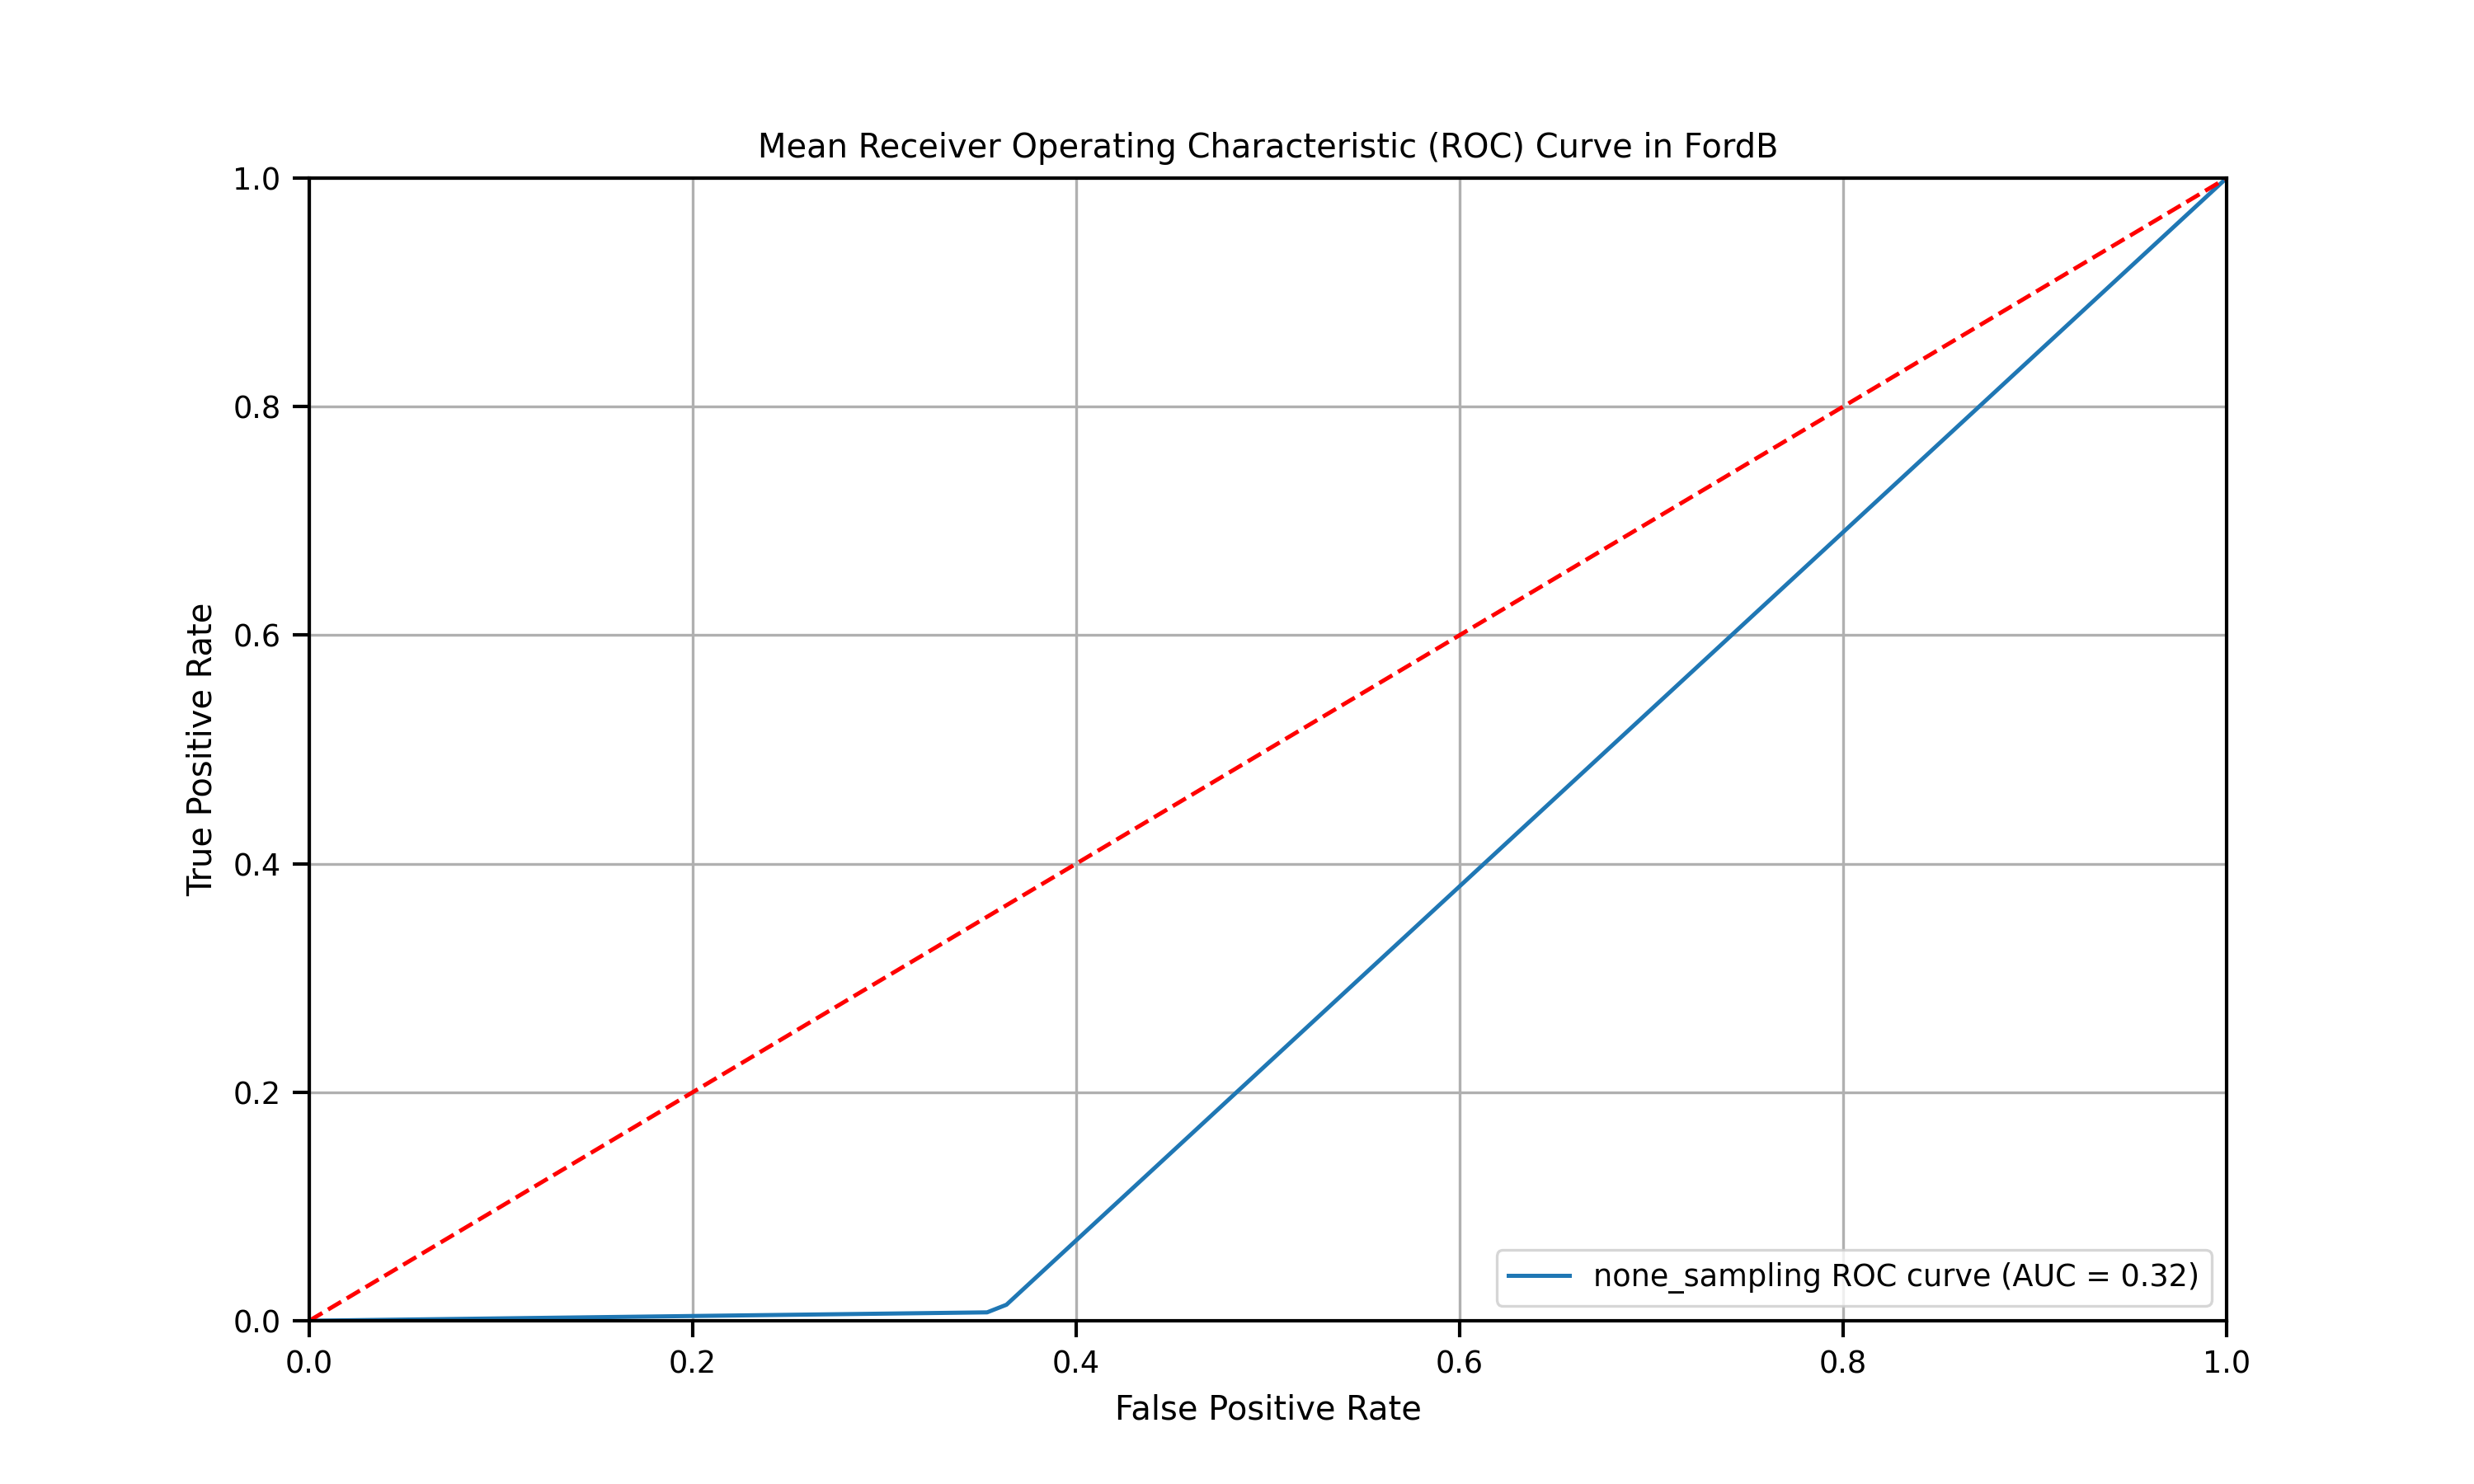 Mean Receiver Operating Characteristic (ROC) Curve in FordB
1.0
0.8
0.6
0.4
0.2
0.0
True Positive Rate
none_sampling ROC curve (AUC = 0.32)
0.0 0.2 0.4 0.6 0.8 1.0
False Positive Rate